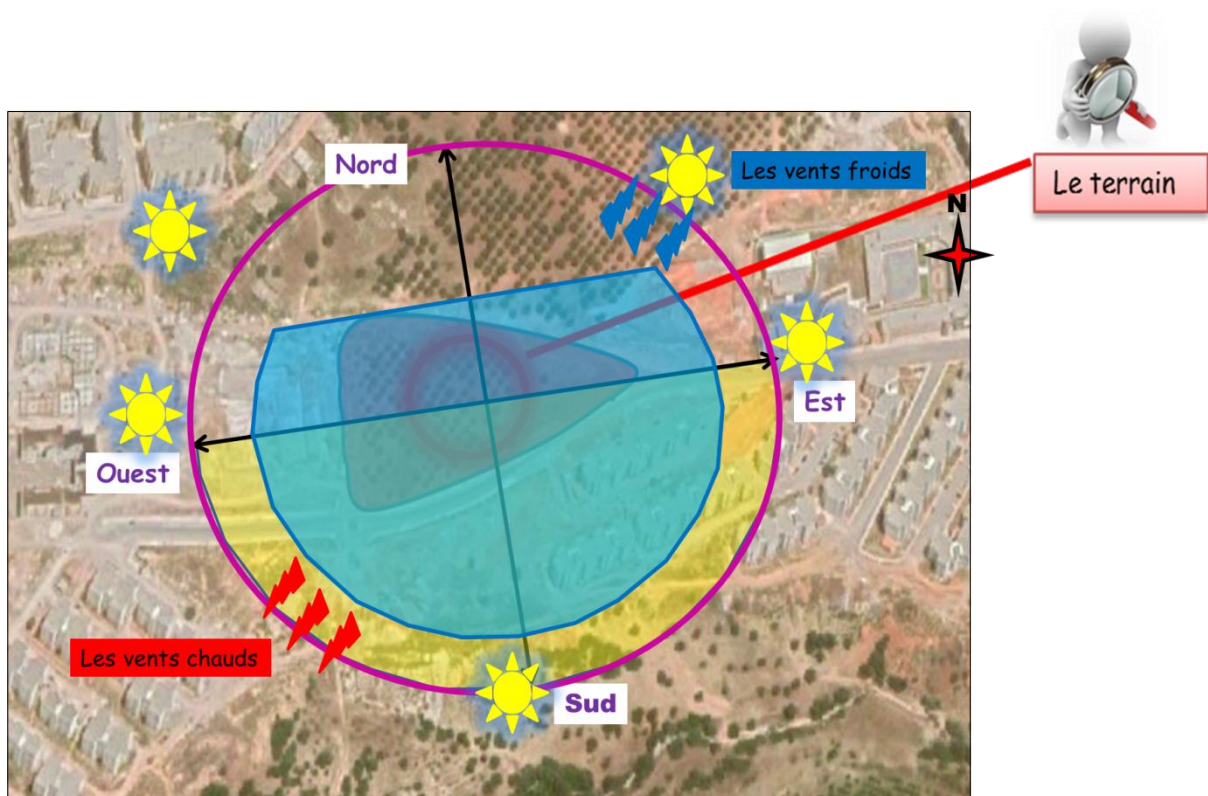 Nord
Les vents froids
Le terrain
N
Est
Ouest
Les vents chauds
Sud